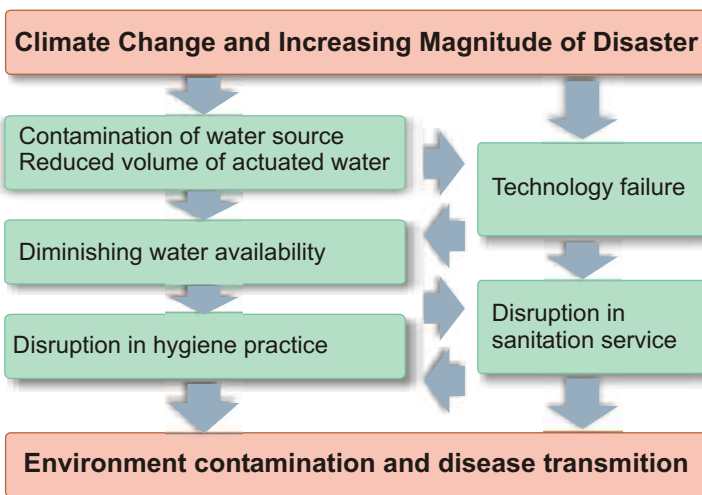 Climate Change and Increasing Magnitude of Disaster
Contamination of water source
Reduced volume of actuated water
Technology failure
Diminishing water availability
Disruption in
sanitation service
Disruption in hygiene practice
Environment contamination and disease transmition